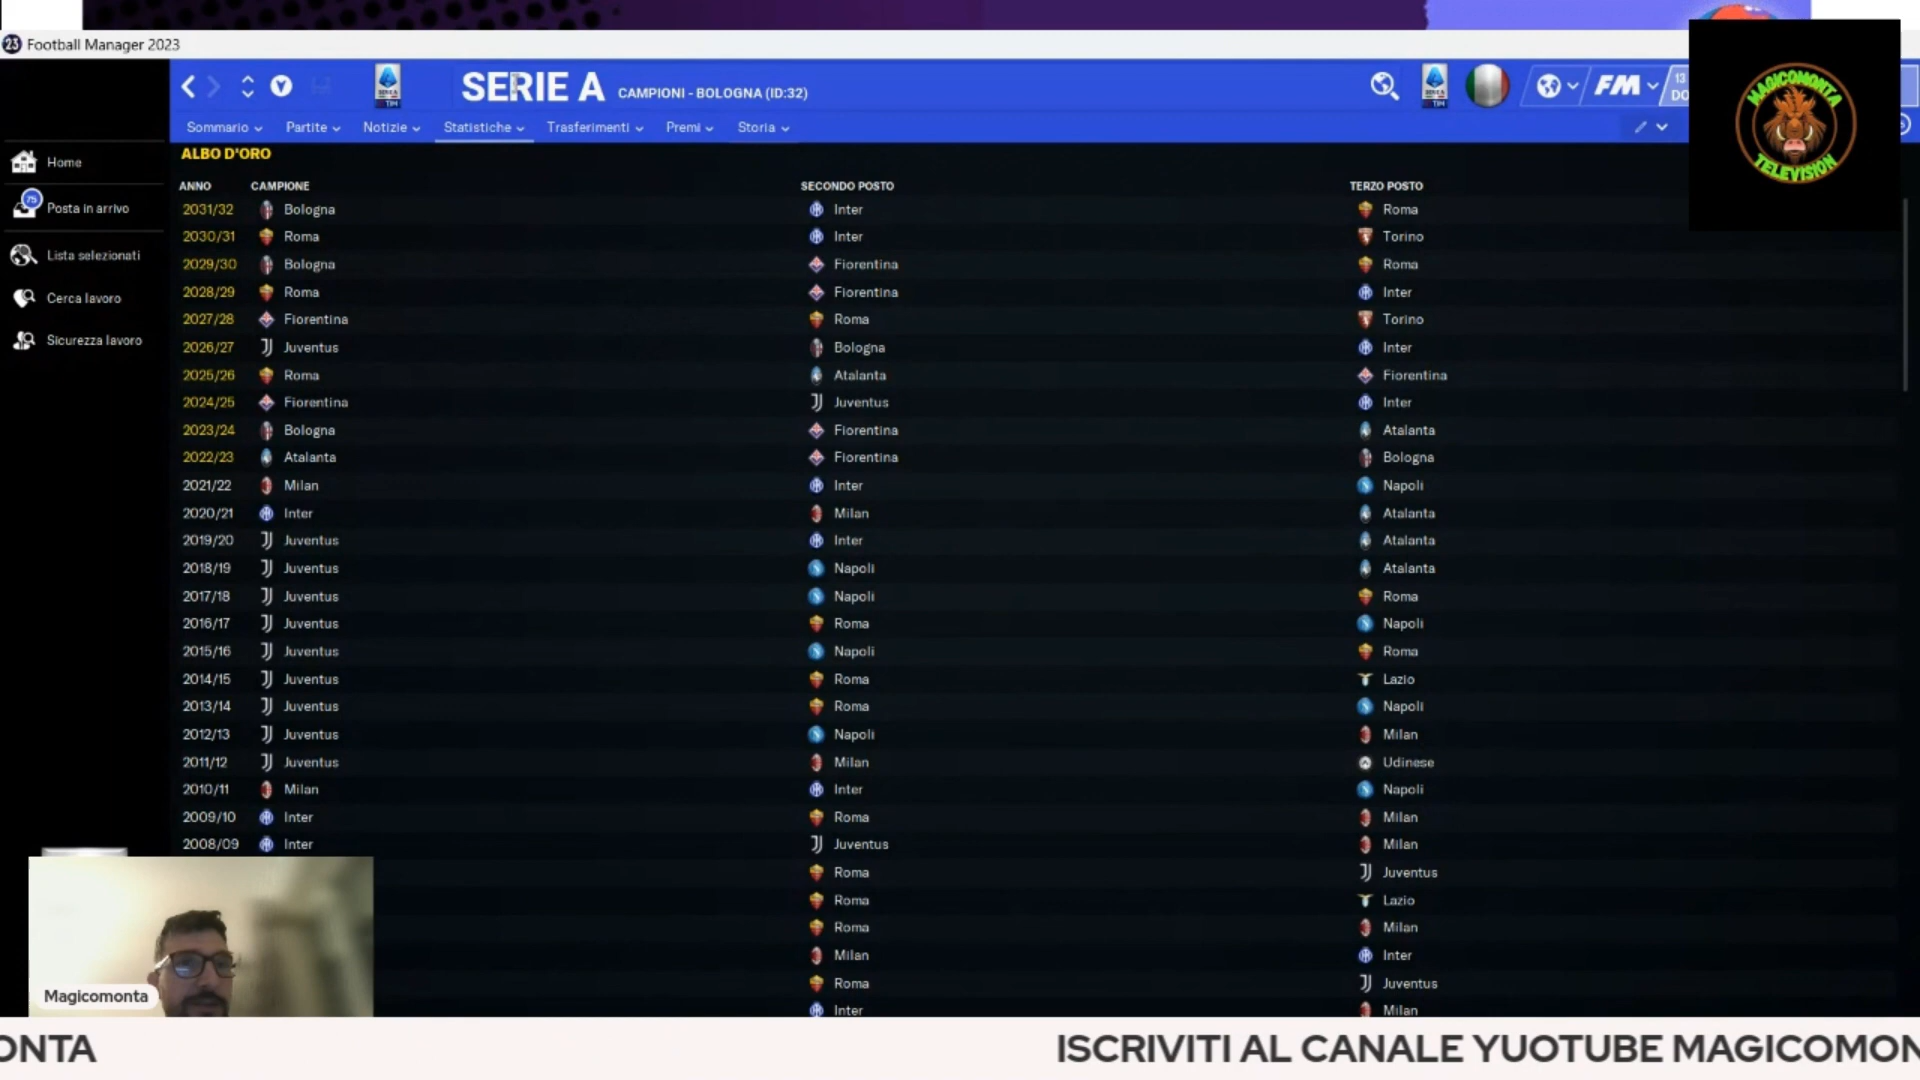 23 Football Manager 2023
SERIE A CAMPIONI - BOLOGNA (ID:32)
FM
13
DO
MAGICOMONTA
TELEVISION
Sommario Partite Notizie Statistiche Trasferimenti Premi Storia
Home
75
Posta in arrivo
Lista selezionati
Cerca lavoro
Sicurezza lavoro
ALBO D'ORO
ANNO CAMPIONE SECONDO POSTO TERZO POSTO
2031/32 Bologna Inter Roma
2030/31 Roma Inter Torino
2029/30 Bologna Fiorentina Roma
2028/29 Roma Fiorentina Inter
2027/28 Fiorentina Roma Torino
2026/27 Juventus Bologna Inter
2025/26 Roma Atalanta Fiorentina
2024/25 Fiorentina Juventus Inter
2023/24 Bologna Fiorentina Atalanta
2022/23 Atalanta Fiorentina Bologna
2021/22 Milan Inter Napoli
2020/21 Inter Milan Atalanta
2019/20 Juventus Inter Atalanta
2018/19 Juventus Napoli Atalanta
2017/18 Juventus Napoli Roma
2016/17 Juventus Roma Napoli
2015/16 Juventus Napoli Roma
2014/15 Juventus Roma Lazio
2013/14 Juventus Roma Napoli
2012/13 Juventus Napoli Milan
2011/12 Juventus Milan Udinese
2010/11 Milan Inter Napoli
2009/10 Inter Roma Milan
2008/09 Inter Juventus Milan
Roma Juventus
Roma Lazio
Roma Milan
Milan Inter
Roma Juventus
Inter Milan
Magicomonta
ONTA ISCRIVITI AL CANALE YUOTUBE MAGICOMON